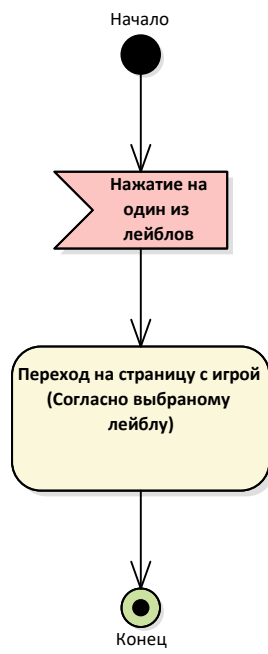 Начало
Нажатие на
один из
лейблов
Переход на страницу с игрой
(Согласно выбраному
лейблу)
Конец